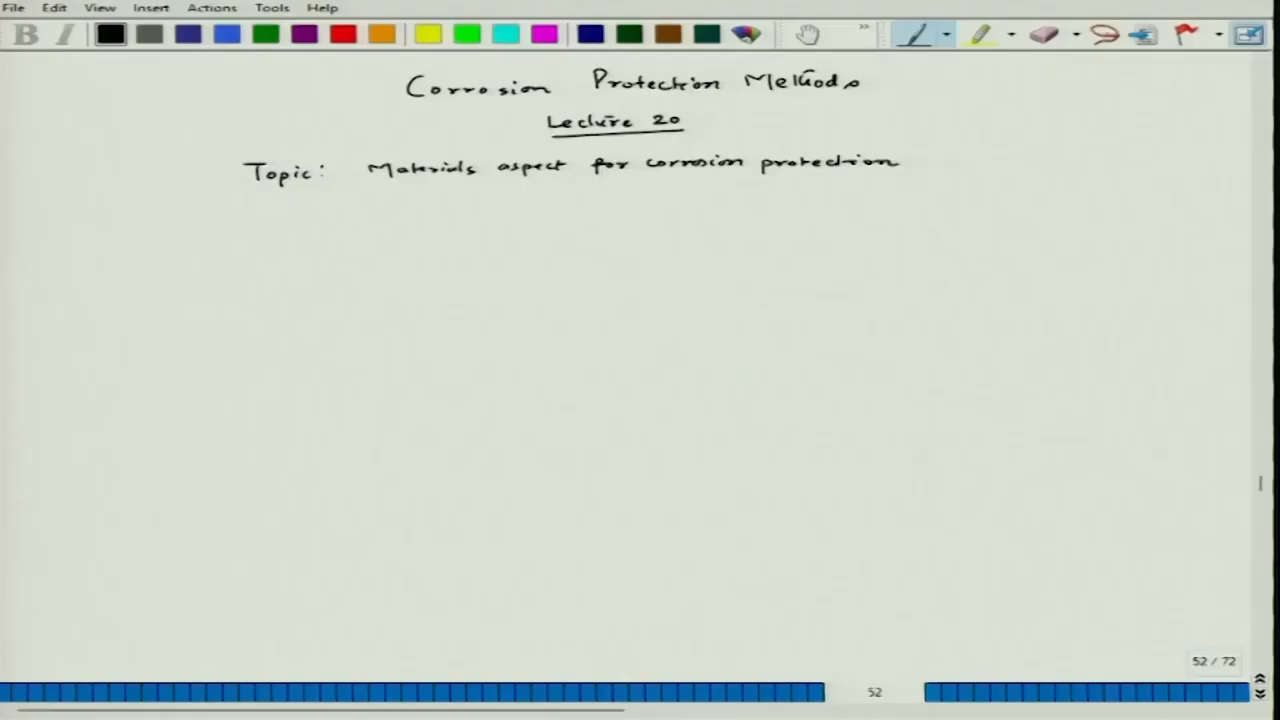 File Edit View Insert Actions Tools Help
B I »
Corrosion Protection Methods
Lecture 20
Topic: Materials aspect for corrosion protection
52 / 72
52